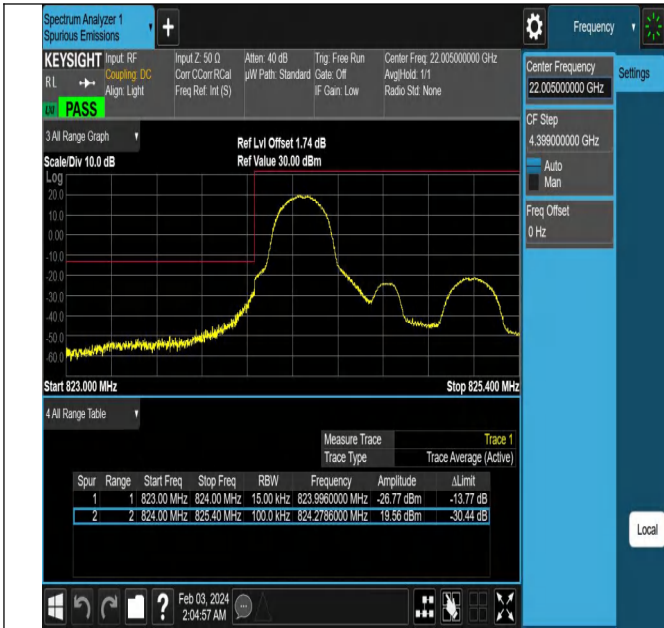 Spectrum Analyzer 1
Spurious Emissions
Frequency
KEYSIGHT
RL
LXI
PASS
Input: RF
Coupling: DC
Align: Light
Input Z: 50 Ω
Corr CCorr RCal
Freq Ref: Int (S)
Atten: 40 dB
µW Path: Standard
Trig: Free Run
Gate: Off
IF Gain: Low
Center Freq: 22.005000000 GHz
Avg|Hold: 1/1
Radio Std: None
Center Frequency
22.005000000 GHz
Settings
CF Step
4.399000000 GHz
Auto
Man
Freq Offset
0 Hz
Local
3 All Range Graph
Scale/Div 10.0 dB
Ref Lvl Offset 1.74 dB
Ref Value 30.00 dBm
Log
20.0
10.0
0.00
-10.0
-20.0
-30.0
-40.0
-50.0
-60.0
Start 823.000 MHz
Stop 825.400 MHz
4 All Range Table
Measure Trace Trace 1
Trace Type Trace Average (Active)
Spur Range Start Freq Stop Freq RBW Frequency Amplitude ΔLimit
1 1 823.00 MHz 824.00 MHz 15.00 kHz 823.9960000 MHz -26.77 dBm -13.77 dB
2 2 824.00 MHz 825.40 MHz 100.0 kHz 824.2786000 MHz 19.56 dBm -30.44 dB
Feb 03, 2024
2:04:57 AM